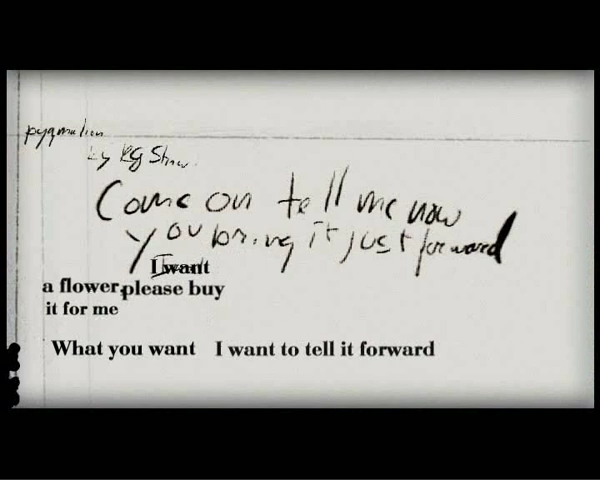 pygmalion
by BG Shaw.
Come on tell me now
you bring it just forward
I want
a flower,please buy
it for me
What you want I want to tell it forward